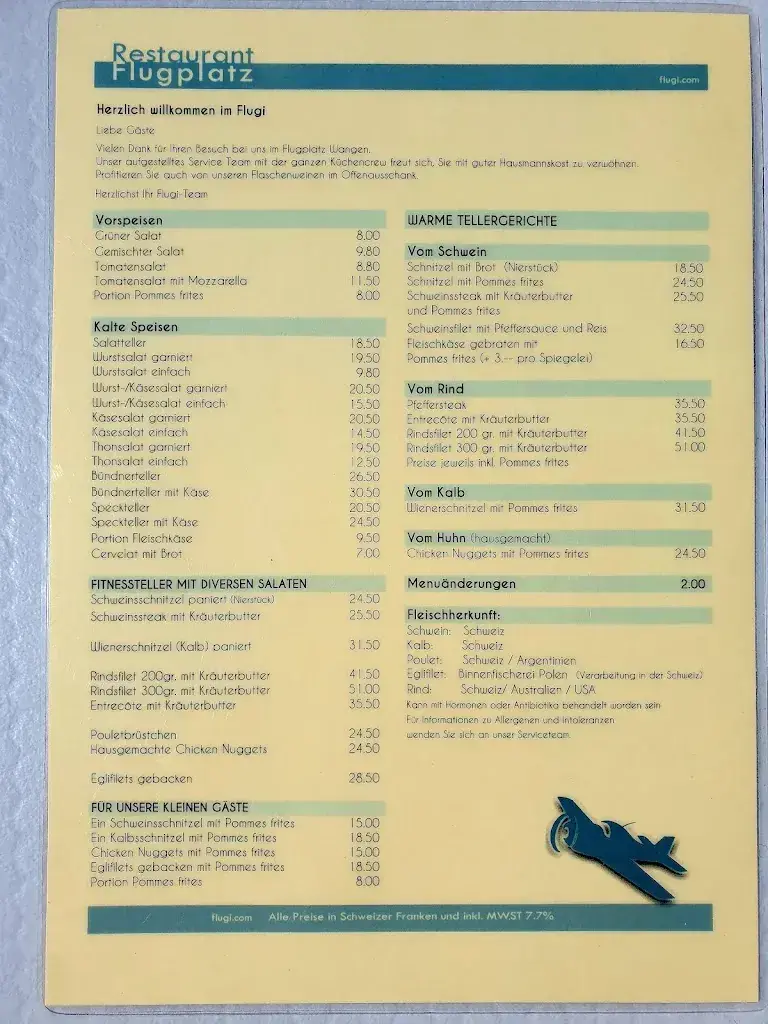 Restaurant
Flugplatz
flugi.com
Herzlich willkommen im Flugi
Liebe Gäste
Vielen Dank für Ihren Besuch bei uns im Flugplatz Wangen.
Unser aufgestelltes Service Team mit der ganzen Küchencrew freut sich, Sie mit guter Hausmannskost zu verwöhnen.
Profitieren Sie auch von unseren Flaschenweinen im Offenausschank.
Herzlichst Ihr Flugi-Team
Vorspeisen
Grüner Salat 8.00
Gemischter Salat 9.80
Tomatensalat 8.80
Tomatensalat mit Mozzarella 11.50
Portion Pommes frites 8.00
Kalte Speisen
Salatteller 18.50
Wurstsalat garniert 19.50
Wurstsalat einfach 9.80
Wurst-/Käsesalat garniert 20.50
Wurst-/Käsesalat einfach 15.50
Käsesalat garniert 20.50
Käsesalat einfach 14.50
Thonsalat garniert 19.50
Thonsalat einfach 12.50
Bündnerteller 26.50
Bündnerteller mit Käse 30.50
Speckteller 20.50
Speckteller mit Käse 24.50
Portion Fleischkäse 9.50
Cervelat mit Brot 7.00
FITNESSTELLER MIT DIVERSEN SALATEN
Schweinsschnitzel paniert (Nierstück) 24.50
Schweinssteak mit Kräuterbutter 25.50
Wienerschnitzel (Kalb) paniert 31.50
Rindsfilet 200gr. mit Kräuterbutter 41.50
Rindsfilet 300gr. mit Kräuterbutter 51.00
Entrecôte mit Kräuterbutter 35.50
Pouletbrüstchen 24.50
Hausgemachte Chicken Nuggets 24.50
Eglifilets gebacken 28.50
FÜR UNSERE KLEINEN GÄSTE
Ein Schweinsschnitzel mit Pommes frites 15.00
Ein Kalbsschnitzel mit Pommes frites 18.50
Chicken Nuggets mit Pommes frites 15.00
Eglifilets gebacken mit Pommes frites 18.50
Portion Pommes frites 8.00
WARME TELLERGERICHTE
Vom Schwein
Schnitzel mit Brot (Nierstück) 18.50
Schnitzel mit Pommes frites 24.50
Schweinssteak mit Kräuterbutter 25.50
und Pommes frites
Schweinsfilet mit Pfeffersauce und Reis 32.50
Fleischkäse gebraten mit 16.50
Pommes frites (+ 3.-- pro Spiegelei)
Vom Rind
Pfeffersteak 35.50
Entrecôte mit Kräuterbutter 35.50
Rindsfilet 200 gr. mit Kräuterbutter 41.50
Rindsfilet 300 gr. mit Kräuterbutter 51.00
Preise jeweils inkl. Pommes frites
Vom Kalb
Wienerschnitzel mit Pommes frites 31.50
Vom Huhn (hausgemacht)
Chicken Nuggets mit Pommes frites 24.50
Menuänderungen 2.00
Fleischherkunft:
Schwein: Schweiz
Kalb: Schweiz
Poulet: Schweiz / Argentinien
Eglifilet: Binnenfischerei Polen (Verarbeitung in der Schweiz)
Rind: Schweiz/ Australien / USA
Kann mit Hormonen oder Antibiotika behandelt worden sein
Für Informationen zu Allergenen und Intoleranzen
wenden Sie sich an unser Serviceteam
flugi.com Alle Preise in Schweizer Franken und inkl. MWST 7.7%